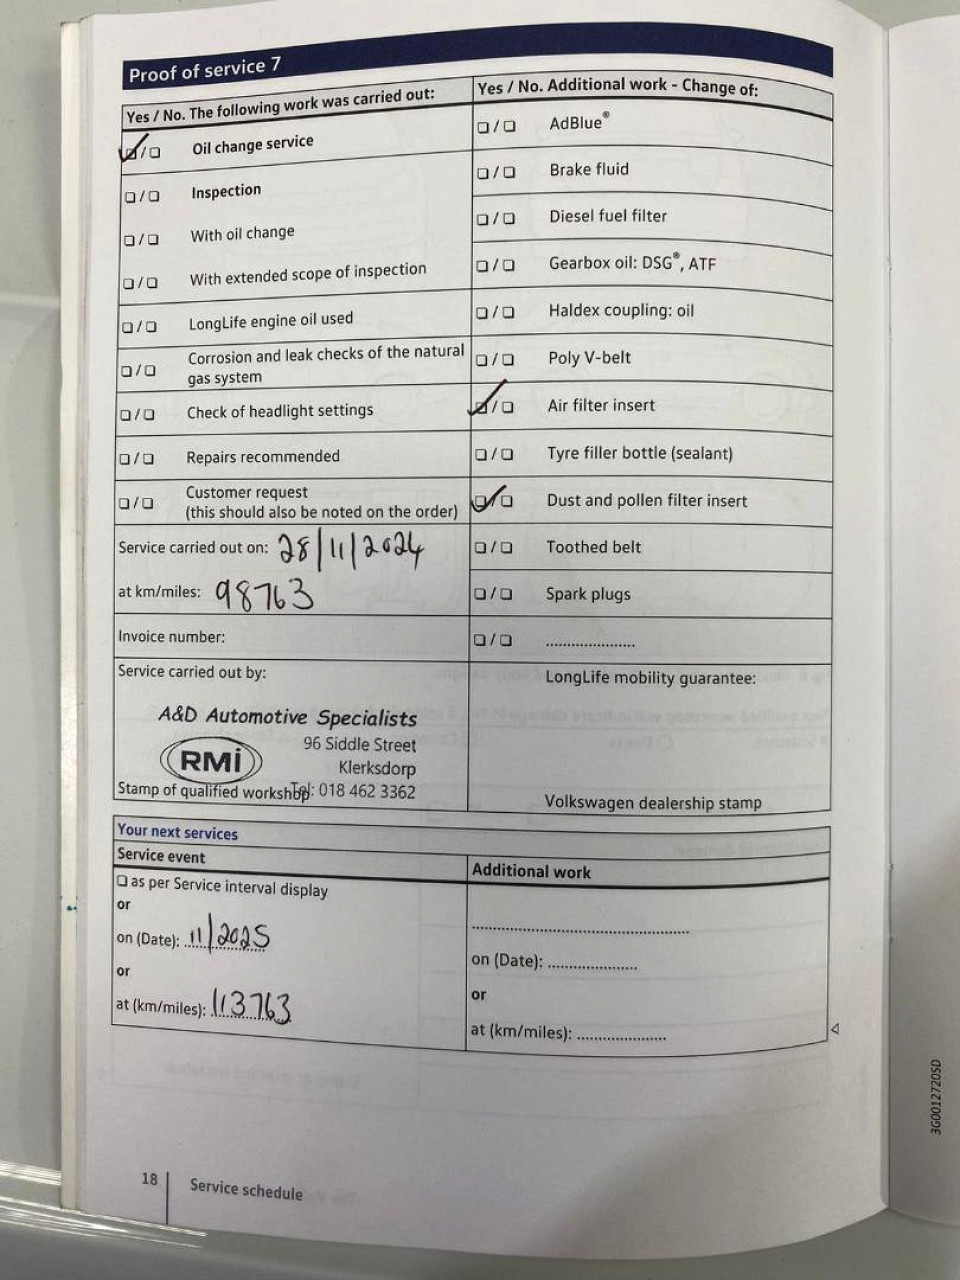 Proof of service 7
Yes / No. The following work was carried out:
Oil change service
Inspection
With oil change
With extended scope of inspection
LongLife engine oil used
Corrosion and leak checks of the natural
gas system
Check of headlight settings
Repairs recommended
Customer request
(this should also be noted on the order)
Service carried out on: 28/11/2024
at km/miles: 98763
Invoice number:
Service carried out by:
A&D Automotive Specialists
RMi
96 Siddle Street
Klerksdorp
Tel: 018 462 3362
Stamp of qualified workshop
Yes / No. Additional work - Change of:
AdBlue®
Brake fluid
Diesel fuel filter
Gearbox oil: DSG®, ATF
Haldex coupling: oil
Poly V-belt
Air filter insert
Tyre filler bottle (sealant)
Dust and pollen filter insert
Toothed belt
Spark plugs
......................
LongLife mobility guarantee:
Volkswagen dealership stamp
Your next services
Service event
as per Service interval display
or
on (Date): 11/2025
or
at (km/miles): 113763
Additional work
......................................................
on (Date): ......................
or
at (km/miles): ......................
18
Service schedule
3G0012720SD